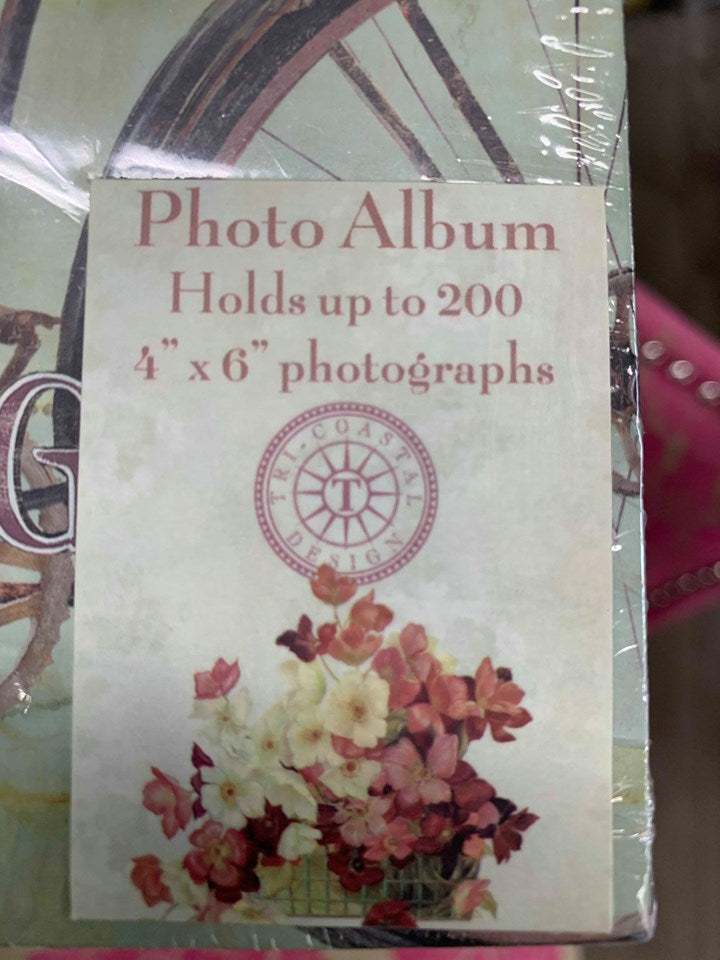 Photo Album
Holds up to 200
4" x 6" photographs
TRI-COASTAL
T
DESIGN
G